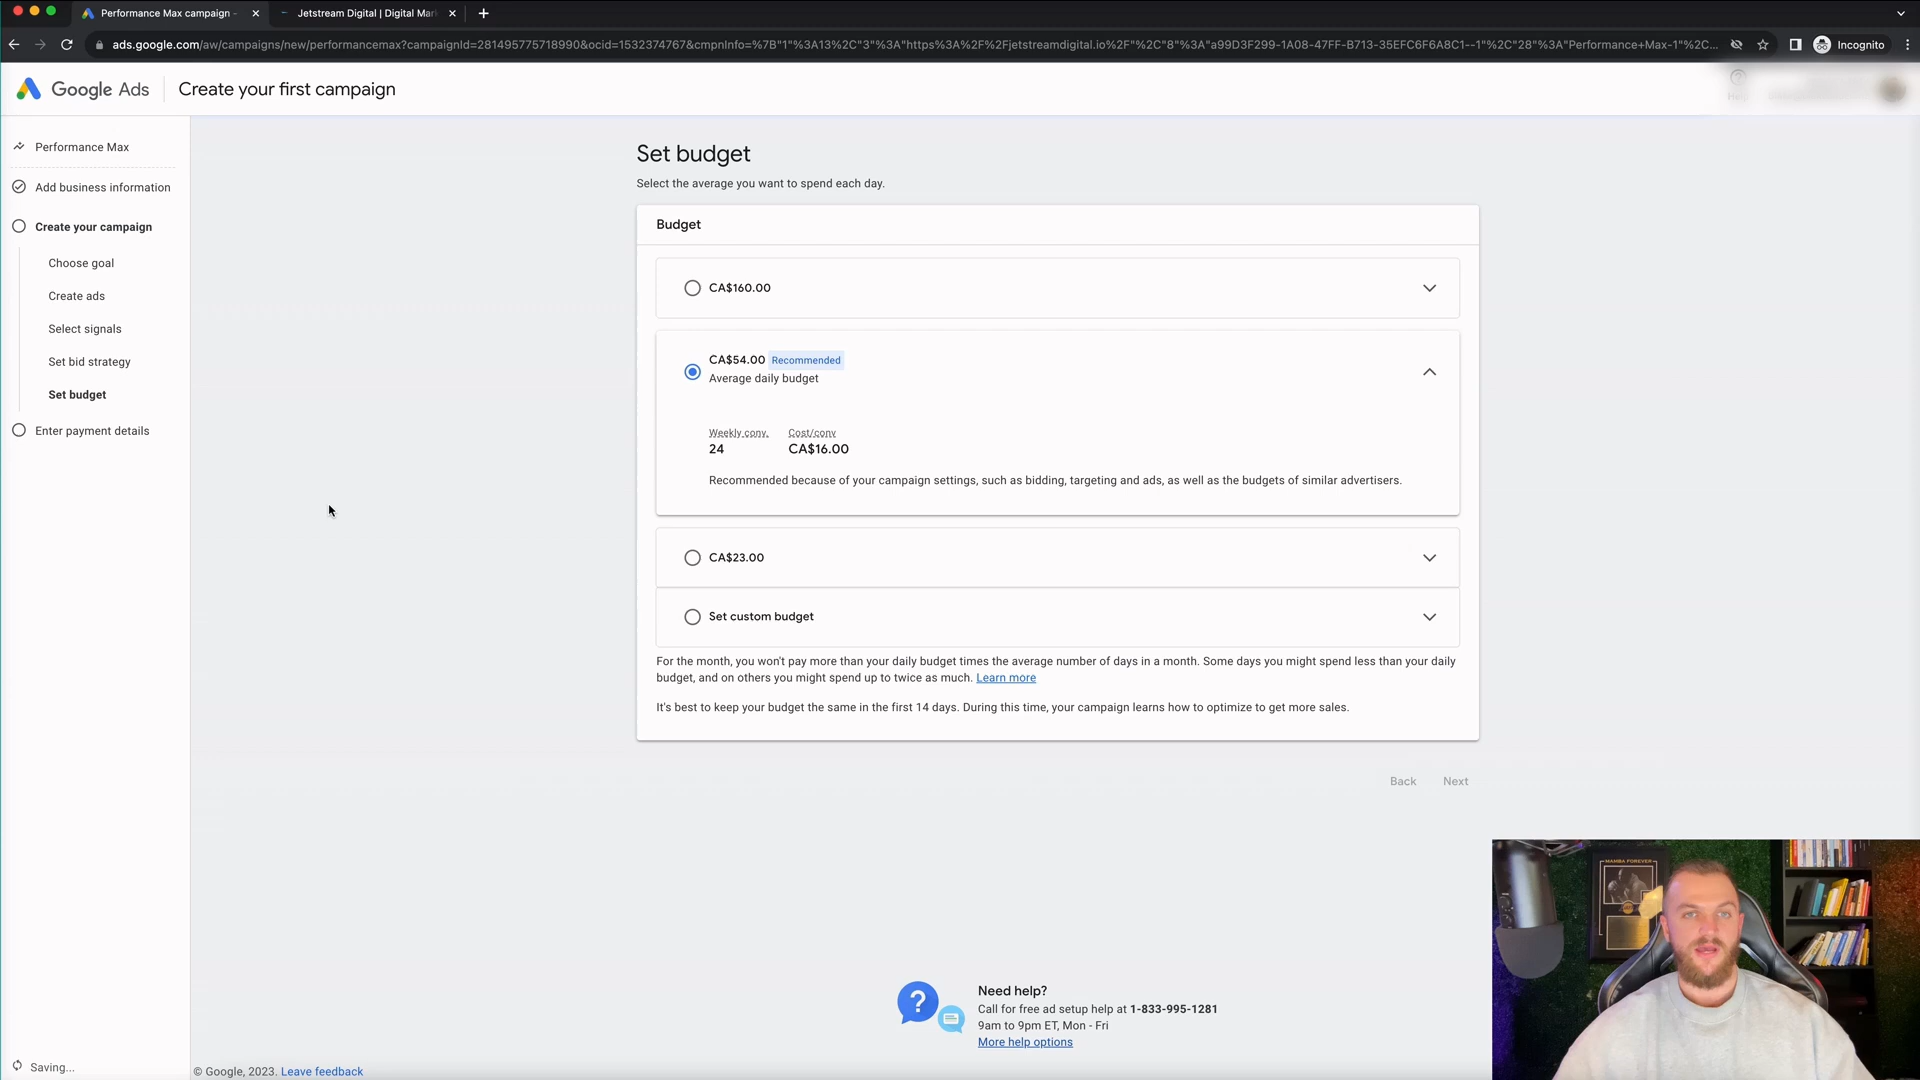 Performance Max campaign -
Jetstream Digital | Digital Mar
ads.google.com/aw/campaigns/new/performancemax?campaignId=281495775718990&ocid=1532374767&cmpnInfo=%7B"1"%3A13%2C"3"%3A"https%3A%2F%2Fjetstreamdigital.io%2F"%2C"8"%3A"a99D3F299-1A08-47FF-B713-35EFC6F6A8C1--1"%2C"28"%3A"Performance+Max-1"%2C...
Incognito
Google Ads
Create your first campaign
Performance Max
Add business information
Create your campaign
Choose goal
Create ads
Select signals
Set bid strategy
Set budget
Enter payment details
Set budget
Select the average you want to spend each day.
Budget
CA$160.00
CA$54.00 Recommended
Average daily budget
Weekly conv. Cost/conv
24 CA$16.00
Recommended because of your campaign settings, such as bidding, targeting and ads, as well as the budgets of similar advertisers.
CA$23.00
Set custom budget
For the month, you won't pay more than your daily budget times the average number of days in a month. Some days you might spend less than your daily
budget, and on others you might spend up to twice as much. Learn more
It's best to keep your budget the same in the first 14 days. During this time, your campaign learns how to optimize to get more sales.
Back Next
MAMBA FOREVER
Need help?
Call for free ad setup help at 1-833-995-1281
9am to 9pm ET, Mon - Fri
More help options
Saving...
© Google, 2023. Leave feedback